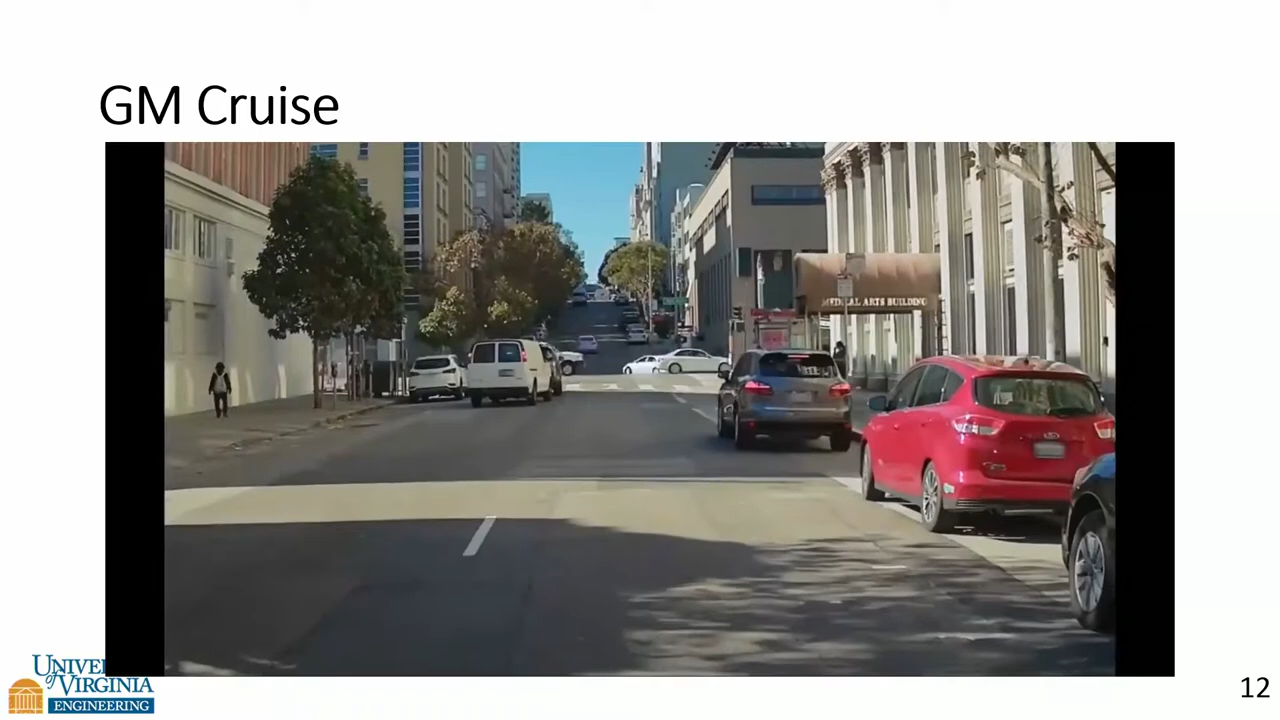 GM Cruise
MEDICAL ARTS BUILDING
UNIVERSITY
of VIRGINIA
ENGINEERING
12